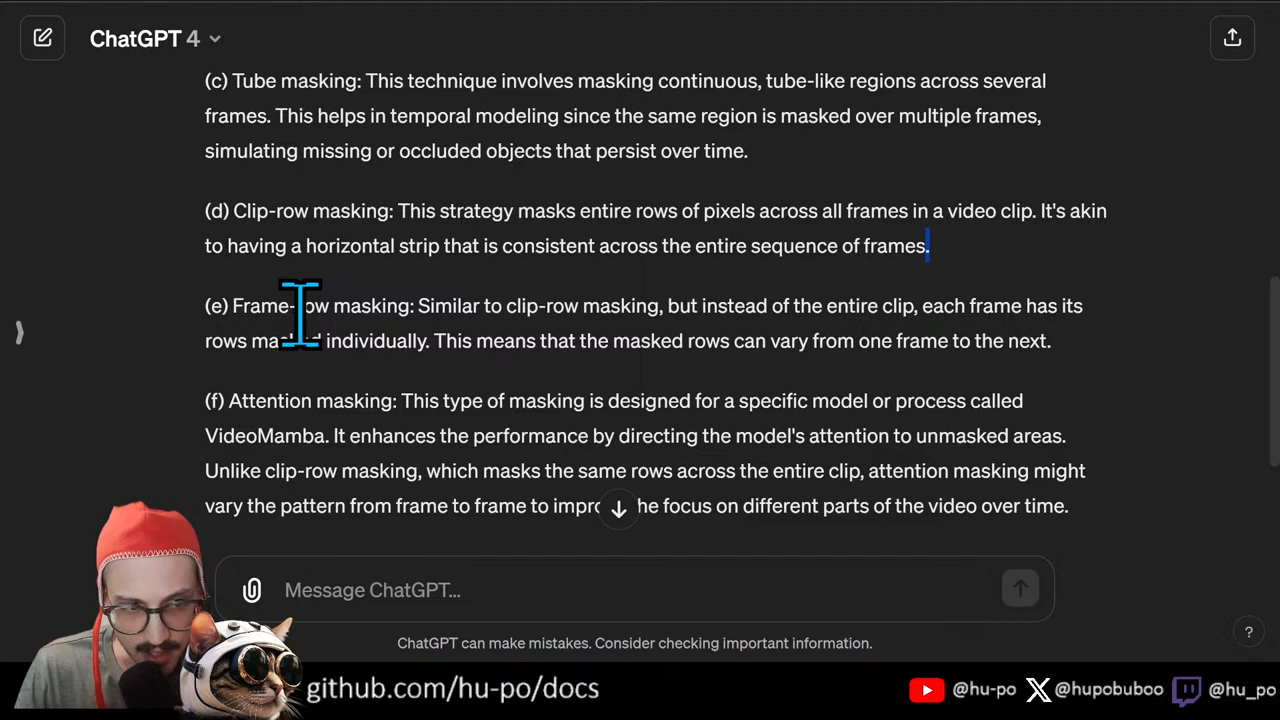 ChatGPT 4
(c) Tube masking: This technique involves masking continuous, tube-like regions across several
frames. This helps in temporal modeling since the same region is masked over multiple frames,
simulating missing or occluded objects that persist over time.
(d) Clip-row masking: This strategy masks entire rows of pixels across all frames in a video clip. It's akin
to having a horizontal strip that is consistent across the entire sequence of frames.
(e) Frame-row masking: Similar to clip-row masking, but instead of the entire clip, each frame has its
rows masked individually. This means that the masked rows can vary from one frame to the next.
(f) Attention masking: This type of masking is designed for a specific model or process called
VideoMamba. It enhances the performance by directing the model's attention to unmasked areas.
Unlike clip-row masking, which masks the same rows across the entire clip, attention masking might
vary the pattern from frame to frame to improve the focus on different parts of the video over time.
Message ChatGPT...
ChatGPT can make mistakes. Consider checking important information.
?
github.com/hu-po/docs
@hu-po
@hupobuboo
@hu_po